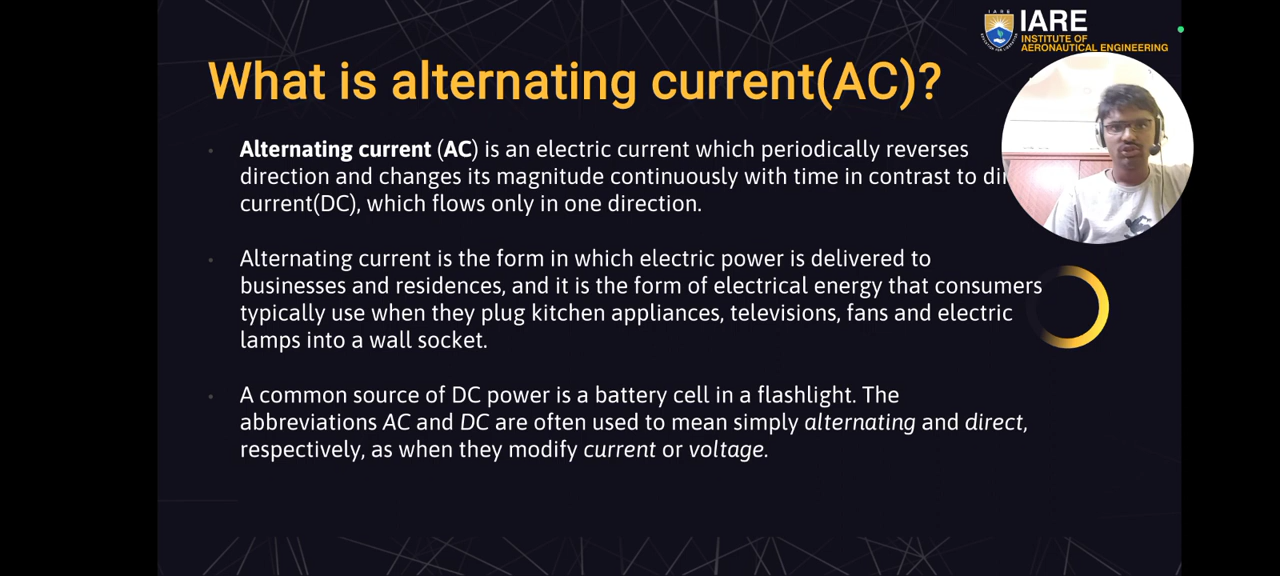 IARE
IARE
INSTITUTE OF
AERONAUTICAL ENGINEERING
What is alternating current(AC)?
Alternating current (AC) is an electric current which periodically reverses
direction and changes its magnitude continuously with time in contrast to
current(DC), which flows only in one direction.
Alternating current is the form in which electric power is delivered to
businesses and residences, and it is the form of electrical energy that consumers
typically use when they plug kitchen appliances, televisions, fans and electric
lamps into a wall socket.
A common source of DC power is a battery cell in a flashlight. The
abbreviations AC and DC are often used to mean simply alternating and direct,
respectively, as when they modify current or voltage.